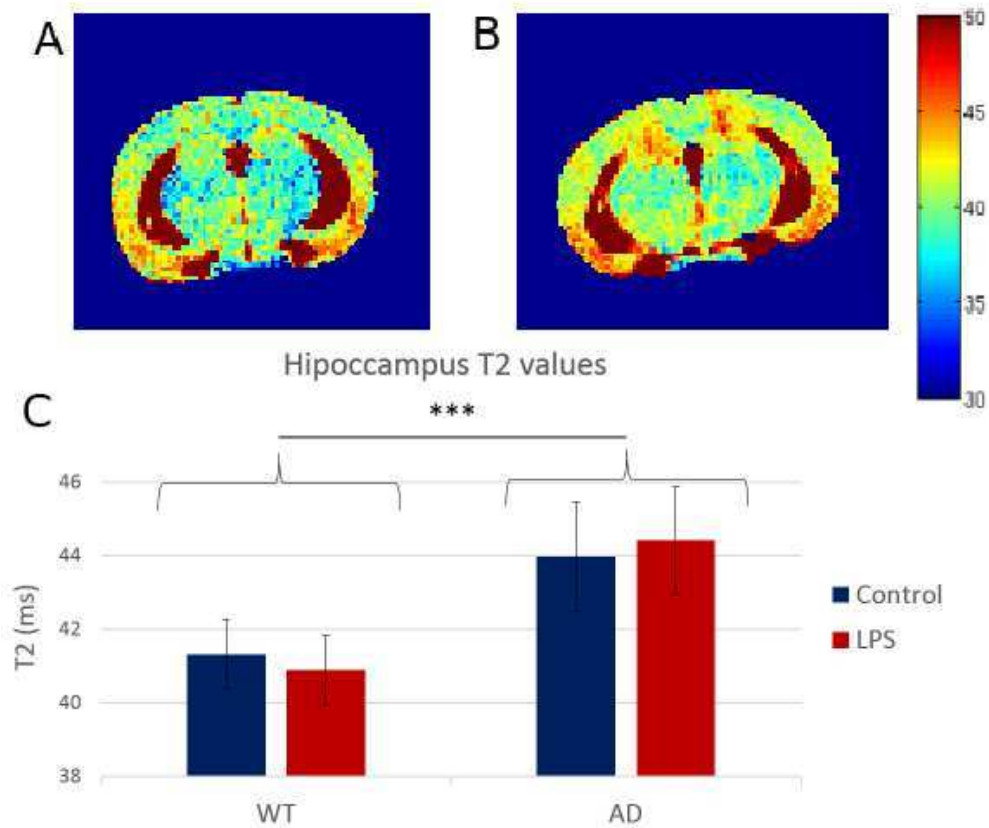 A
B
50
45
40
35
30
Hipoccampus T2 values
C
***
46
44
42
40
38
T2 (ms)
WT
AD
Control
LPS